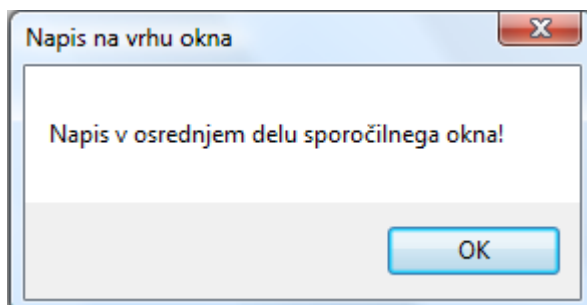 Napis na vrhu okna
Napis v osrednjem delu sporočilnega okna!
OK